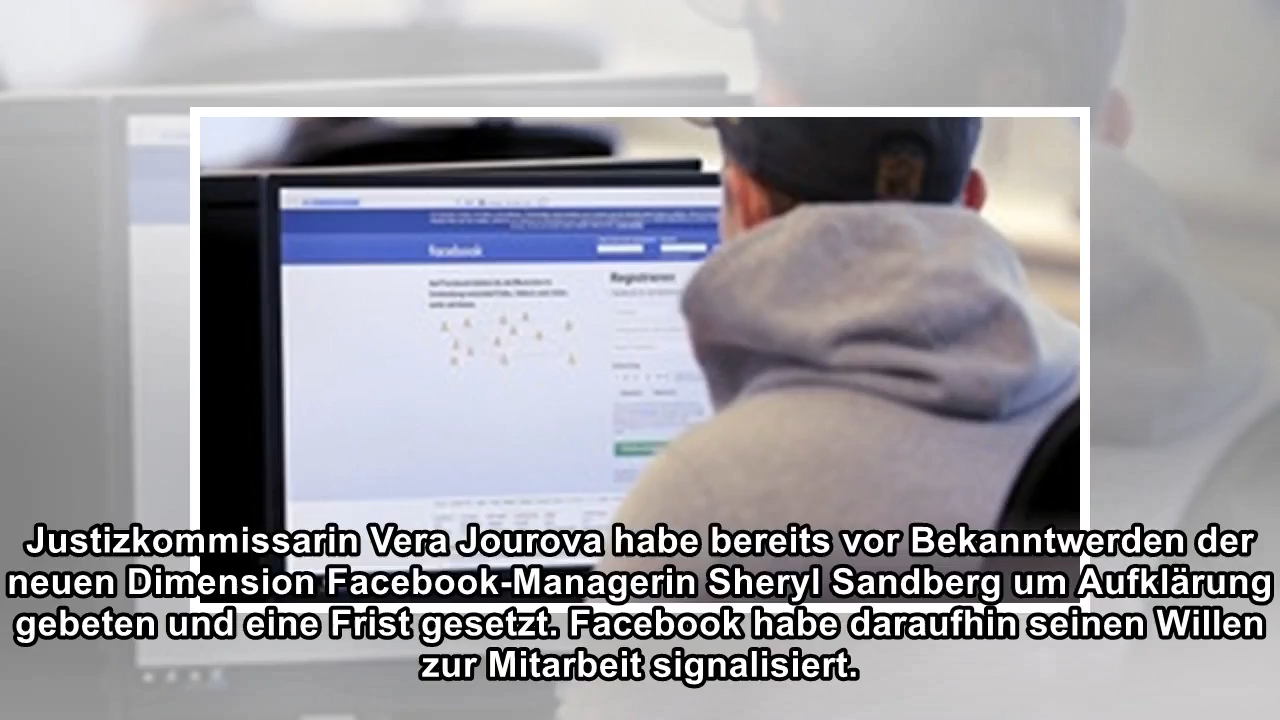 facebook
Registrieren
Justizkommissarin Vera Jourova habe bereits vor Bekanntwerden der
neuen Dimension Facebook-Managerin Sheryl Sandberg um Aufklärung
gebeten und eine Frist gesetzt. Facebook habe daraufhin seinen Willen
zur Mitarbeit signalisiert.